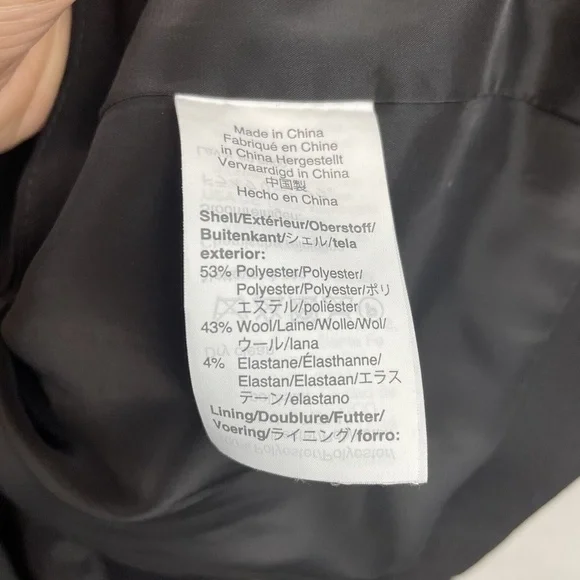 Made in China
Fabriqué en Chine
in China Hergestellt
Vervaardigd in China
中国製
Hecho en China
Shell/Extérieur/Oberstoff/
Buitenkant/シェル/tela
exterior:
53% Polyester/Polyester/
Polyester/Polyester/ポリ
エステル/poliéster
43% Wool/Laine/Wolle/Wol/
ウール/lana
4% Elastane/Élasthanne/
Elastan/Elastaan/エラス
テーン/elastano
Lining/Doublure/Futter/
Voering/ライニング/forro: